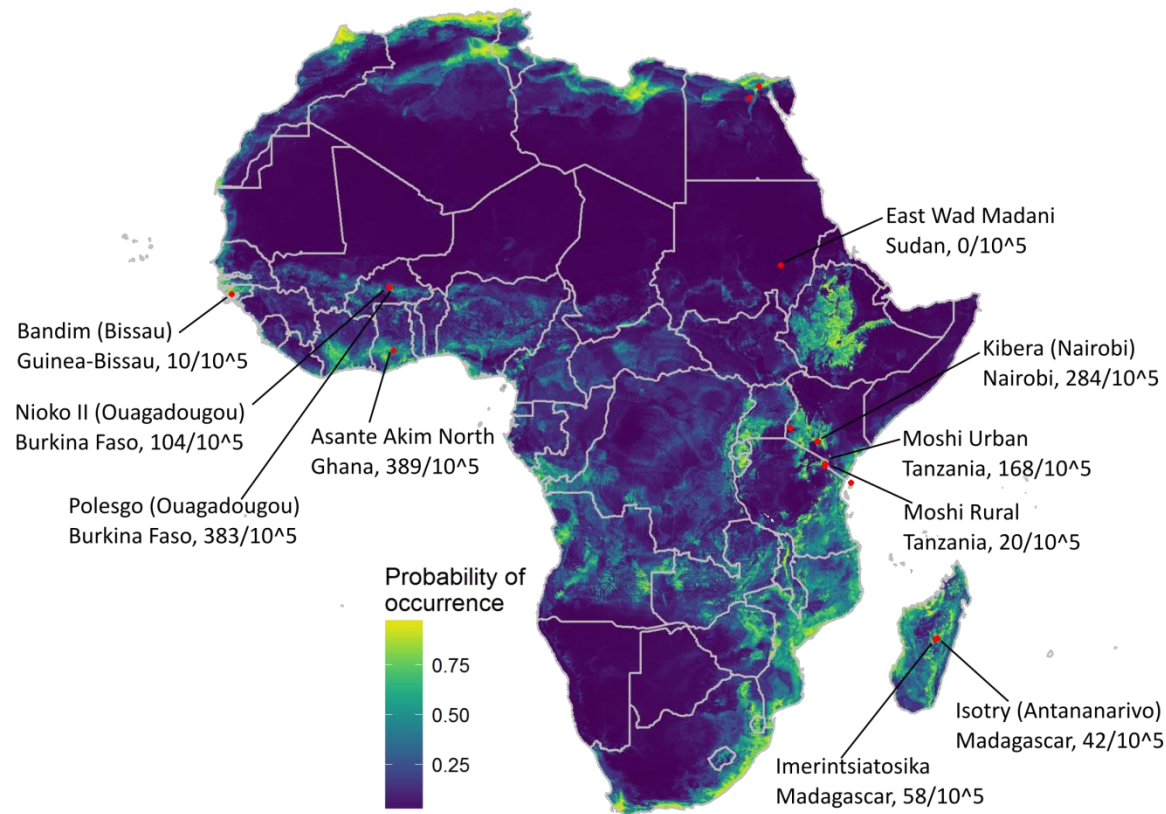 East Wad Madani
Sudan, 0/10^5
Bandim (Bissau)
Guinea-Bissau, 10/10^5
Kibera (Nairobi)
Nairobi, 284/10^5
Nioko II (Ouagadougou)
Burkina Faso, 104/10^5
Asante Akim North
Ghana, 389/10^5
Moshi Urban
Tanzania, 168/10^5
Polesgo (Ouagadougou)
Burkina Faso, 383/10^5
Moshi Rural
Tanzania, 20/10^5
Probability of
occurrence
0.75
0.50
0.25
Isotry (Antananarivo)
Madagascar, 42/10^5
Imerintsiatosika
Madagascar, 58/10^5